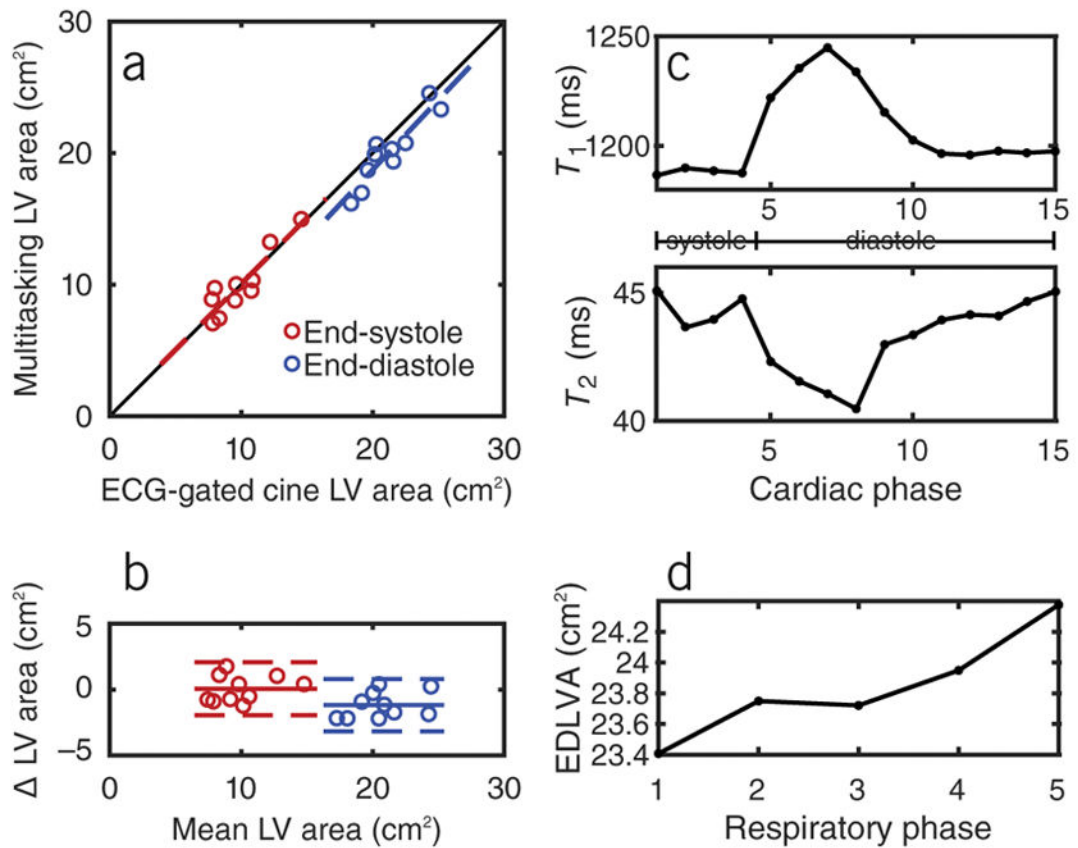 a
Multitasking LV area (cm²)
30
20
10
0
0 10 20 30
ECG-gated cine LV area (cm²)
End-systole
End-diastole
b
Δ LV area (cm²)
5
0
–5
0 10 20 30
Mean LV area (cm²)
c
T₁ (ms)
1250
1200
5 10 15
systole diastole
T₂ (ms)
45
40
5 10 15
Cardiac phase
d
EDLVA (cm²)
24.2
24
23.8
23.6
23.4
1 2 3 4 5
Respiratory phase